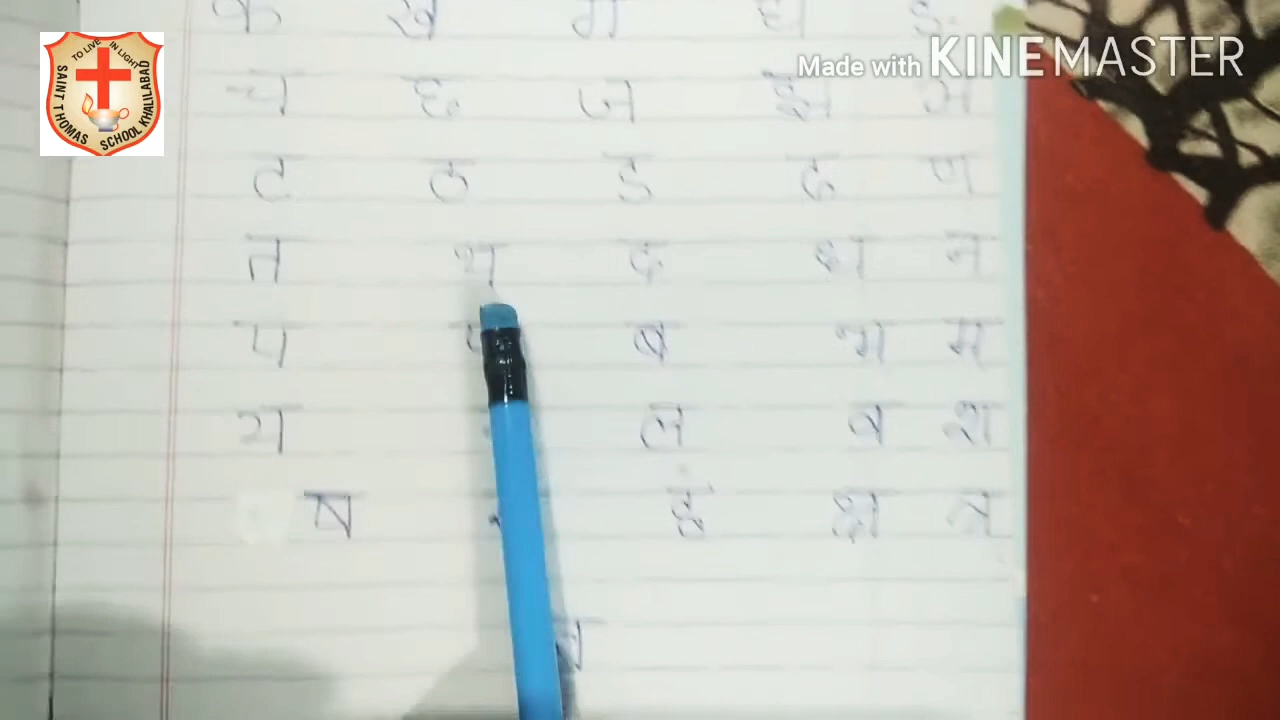 क ख ग घ ङ
Made with KINEMASTER
TO LIVE IN LIGHT
SAINT THOMAS SCHOOL KHALILABAD
च छ ज झ ञ
ट ठ ड ढ ण
त थ द ध न
प ब भ म
य ल व श
ष ह क्ष त्र